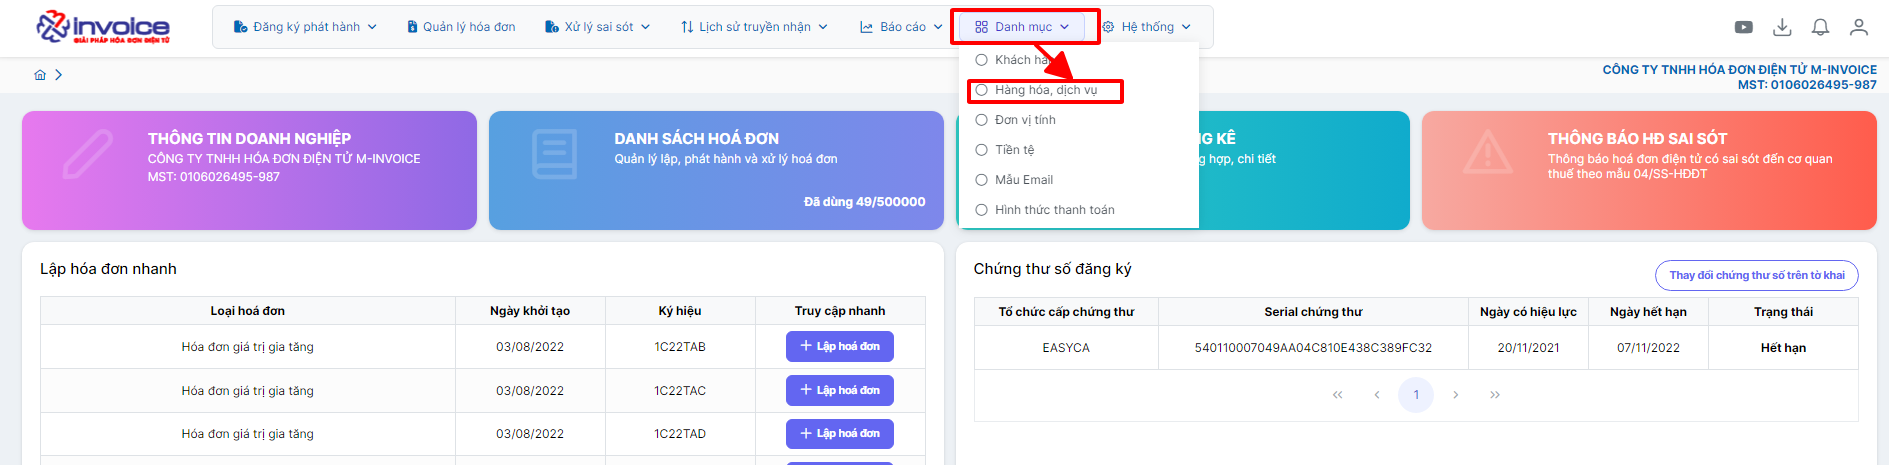 invoice
GIẢI PHÁP HÓA ĐƠN ĐIỆN TỬ
Đăng ký phát hành
Quản lý hóa đơn
Xử lý sai sót
Lịch sử truyền nhận
Báo cáo
Danh mục
Hệ thống
Khách
Hàng hóa, dịch vụ
Đơn vị tính
Tiền tệ
Mẫu Email
Hình thức thanh toán
CÔNG TY TNHH HÓA ĐƠN ĐIỆN TỬ M-INVOICE
MST: 0106026495-987
THÔNG TIN DOANH NGHIỆP
CÔNG TY TNHH HÓA ĐƠN ĐIỆN TỬ M-INVOICE
MST: 0106026495-987
DANH SÁCH HOÁ ĐƠN
Quản lý lập, phát hành và xử lý hoá đơn
Đã dùng 49/500000
KÊ
hợp, chi tiết
THÔNG BÁO HĐ SAI SÓT
Thông báo hoá đơn điện tử có sai sót đến cơ quan
thuế theo mẫu 04/SS-HĐĐT
Lập hóa đơn nhanh
Loại hoá đơn Ngày khởi tạo Ký hiệu Truy cập nhanh
Hóa đơn giá trị gia tăng 03/08/2022 1C22TAB + Lập hoá đơn
Hóa đơn giá trị gia tăng 03/08/2022 1C22TAC + Lập hoá đơn
Hóa đơn giá trị gia tăng 03/08/2022 1C22TAD + Lập hoá đơn
Chứng thư số đăng ký
Thay đổi chứng thư số trên tờ khai
Tổ chức cấp chứng thư Serial chứng thư Ngày có hiệu lực Ngày hết hạn Trạng thái
EASYCA 540110007049AA04C810E438C389FC32 20/11/2021 07/11/2022 Hết hạn
« ‹ 1 › »